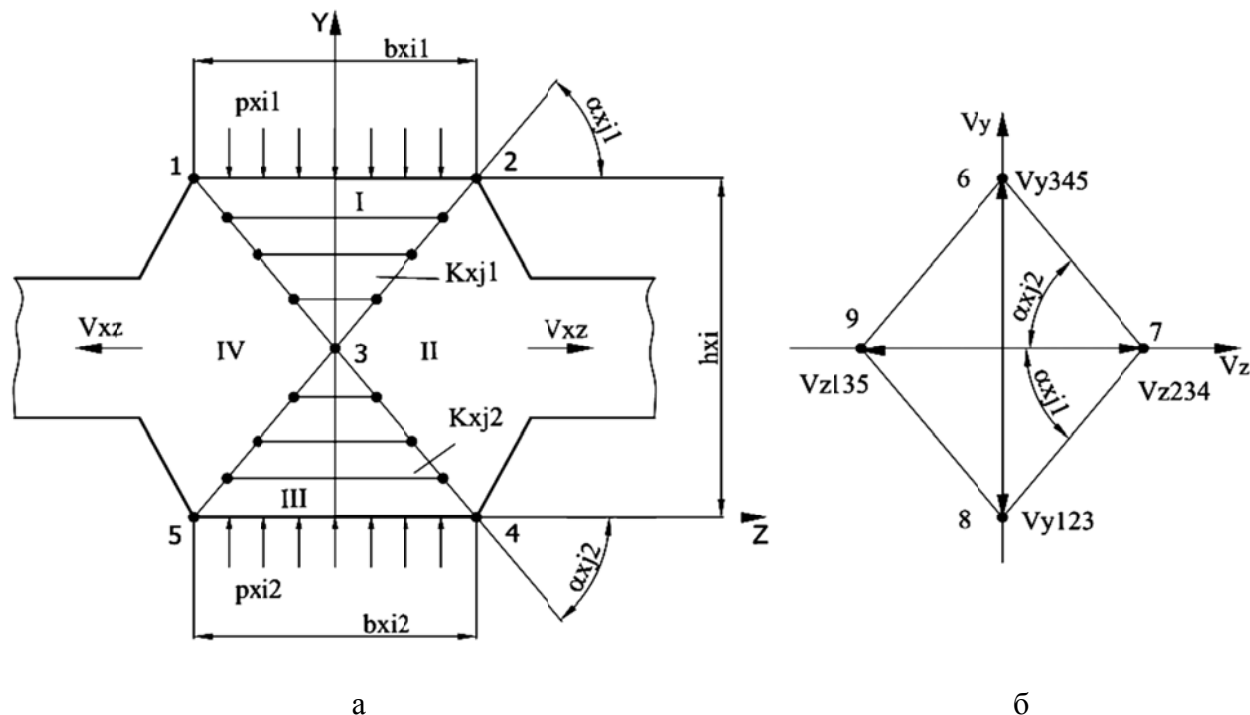 Y
bxi1
pxi1
αxj1
1
2
I
Kxj1
Vxz
Vxz
IV
3
II
hxi
Kxj2
III
5
4
Z
pxi2
αxj2
bxi2
а
Vy
6
Vy345
αxj2
9
7
Vz135
Vz234
Vz
αxj1
8
Vy123
б